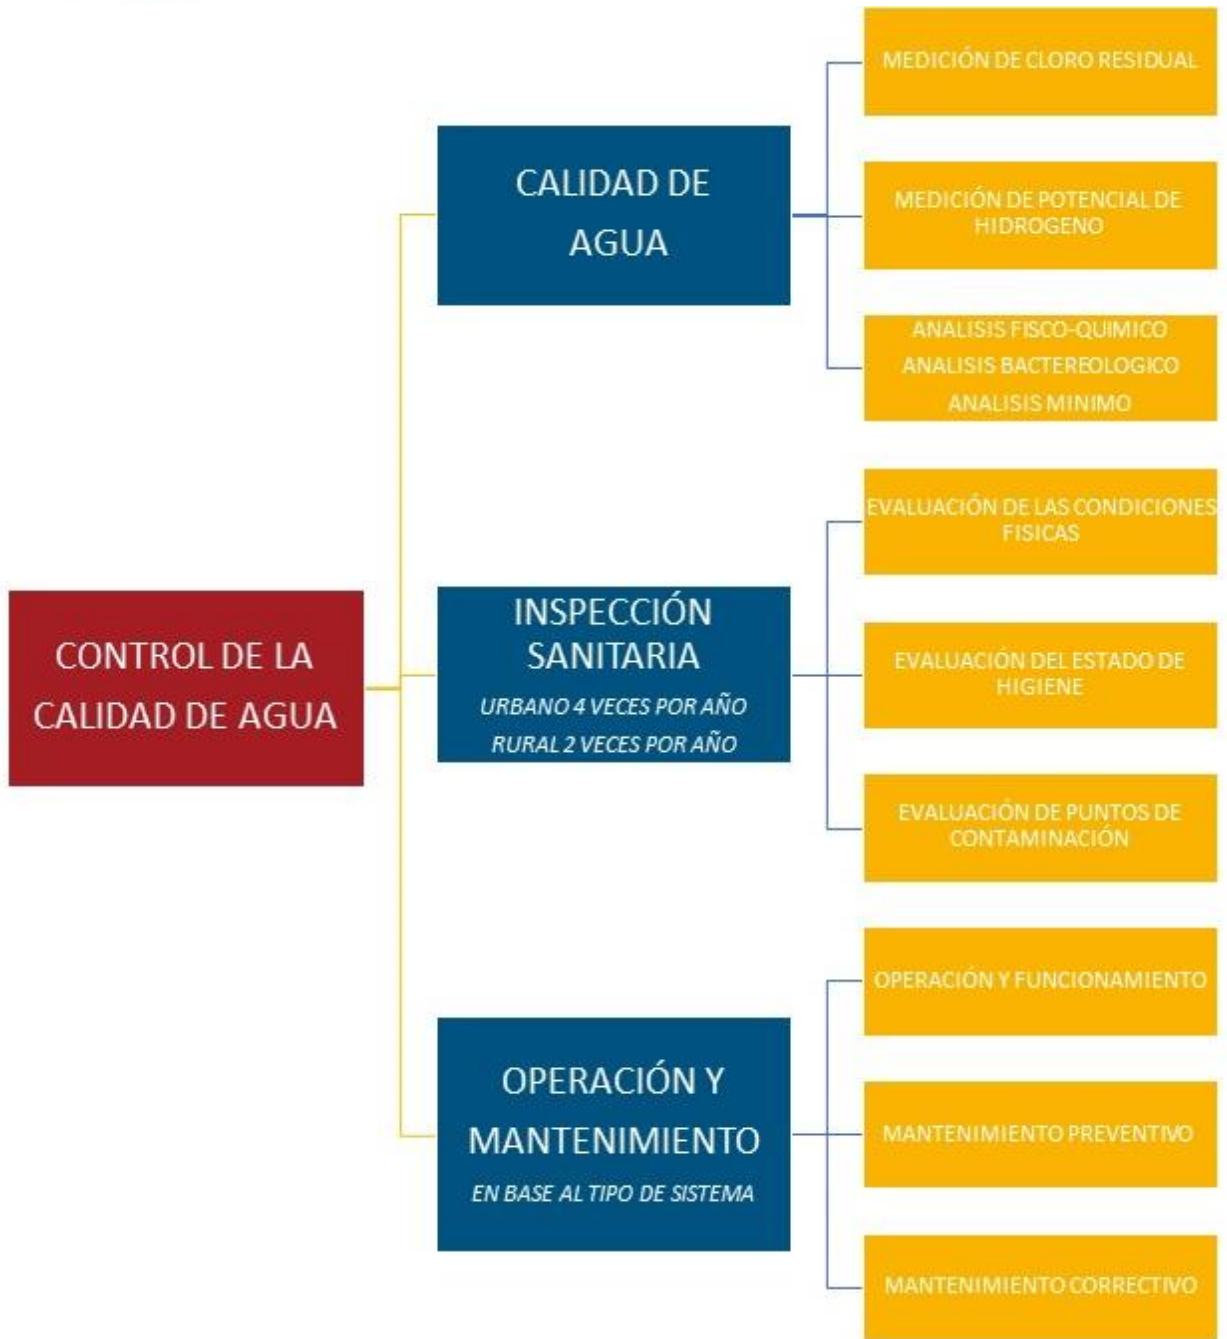 MEDICIÓN DE CLORO RESIDUAL
CALIDAD DE
AGUA
MEDICIÓN DE POTENCIAL DE
HIDROGENO
ANALISIS FISCO-QUIMICO
ANALISIS BACTEREOLOGICO
ANALISIS MINIMO
CONTROL DE LA
CALIDAD DE AGUA
INSPECCIÓN
SANITARIA
URBANO 4 VECES POR AÑO
RURAL 2 VECES POR AÑO
EVALUACIÓN DE LAS CONDICIONES
FISICAS
EVALUACIÓN DEL ESTADO DE
HIGIENE
EVALUACIÓN DE PUNTOS DE
CONTAMINACIÓN
OPERACIÓN Y
MANTENIMIENTO
EN BASE AL TIPO DE SISTEMA
OPERACIÓN Y FUNCIONAMIENTO
MANTENIMIENTO PREVENTIVO
MANTENIMIENTO CORRECTIVO